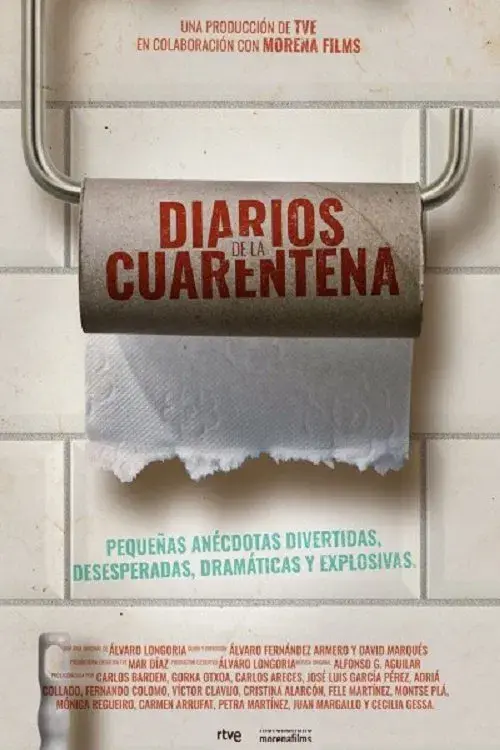 UNA PRODUCCIÓN DE TVE
EN COLABORACIÓN CON MORENA FILMS
DIARIOS
DE LA
CUARENTENA
PEQUEÑAS ANÉCDOTAS DIVERTIDAS,
DESESPERADAS, DRAMÁTICAS Y EXPLOSIVAS.
ÁLVARO LONGORIA ÁLVARO FERNÁNDEZ ARMERO Y DAVID MARQUÉS
MAR DÍAZ ÁLVARO LONGORIA ALFONSO G. AGUILAR
CARLOS BARDEM, GORKA OTXOA, CARLOS ARECES, JOSÉ LUIS GARCÍA PÉREZ, ADRIÁ
COLLADO, FERNANDO COLOMO, VÍCTOR CLAVIJO, CRISTINA ALARCÓN, FELE MARTÍNEZ, MONTSE PLÁ,
MÓNICA REGUEIRO, CARMEN ARRUFAT, PETRA MARTÍNEZ, JUAN MARGALLO Y CECILIA GESSA.
rtve morenafilms